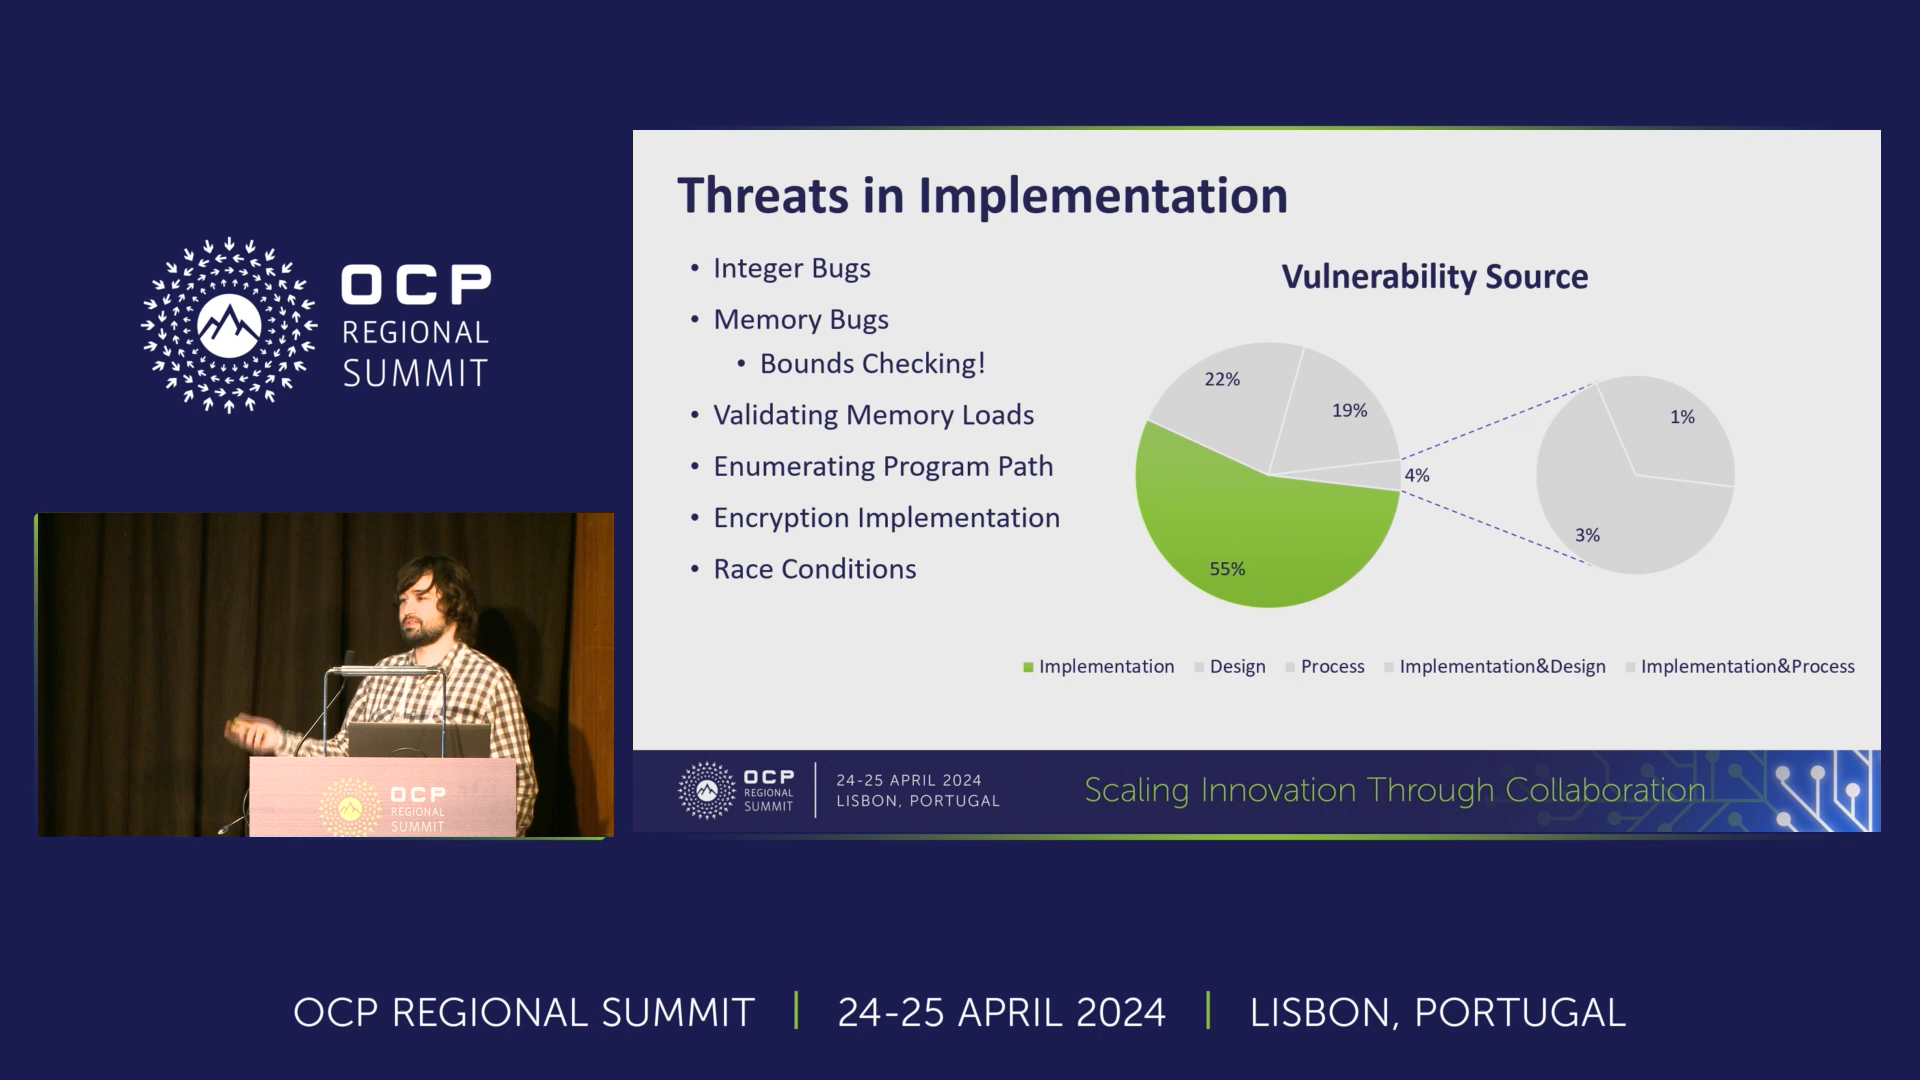 OCP
REGIONAL
SUMMIT
Threats in Implementation
• Integer Bugs
• Memory Bugs
• Bounds Checking!
• Validating Memory Loads
• Enumerating Program Path
• Encryption Implementation
• Race Conditions
Vulnerability Source
22%
19%
4%
55%
1%
3%
Implementation Design Process Implementation&Design Implementation&Process
OCP
REGIONAL
SUMMIT
24-25 APRIL 2024
LISBON, PORTUGAL
Scaling Innovation Through Collaboration
OCP
REGIONAL
SUMMIT
OCP REGIONAL SUMMIT | 24-25 APRIL 2024 | LISBON, PORTUGAL